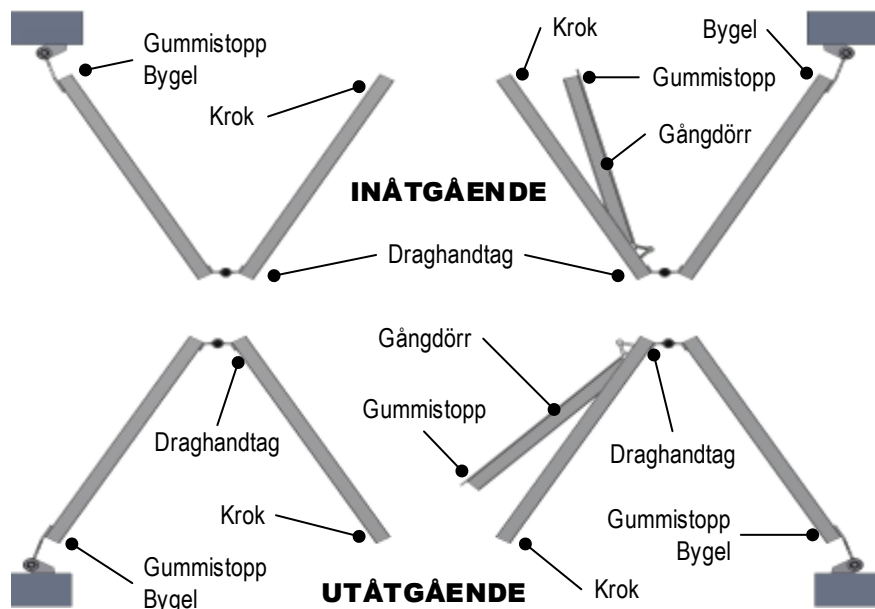 Gummistopp
Bygel
Krok
Krok
Bygel
Gummistopp
Gångdörr
INÅTGÅENDE
Draghandtag
Gångdörr
Gummistopp
Draghandtag
Draghandtag
Krok
Gummistopp
Bygel
Gummistopp
Bygel
UTÅTGÅENDE
Krok